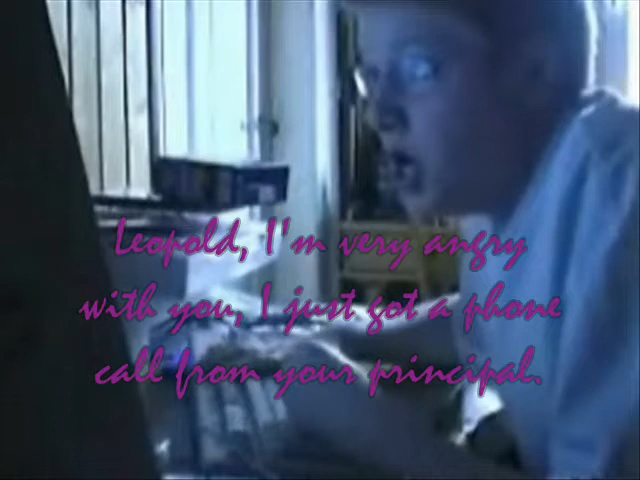 Leopold, I'm very angry
with you, I just got a phone
call from your principal.